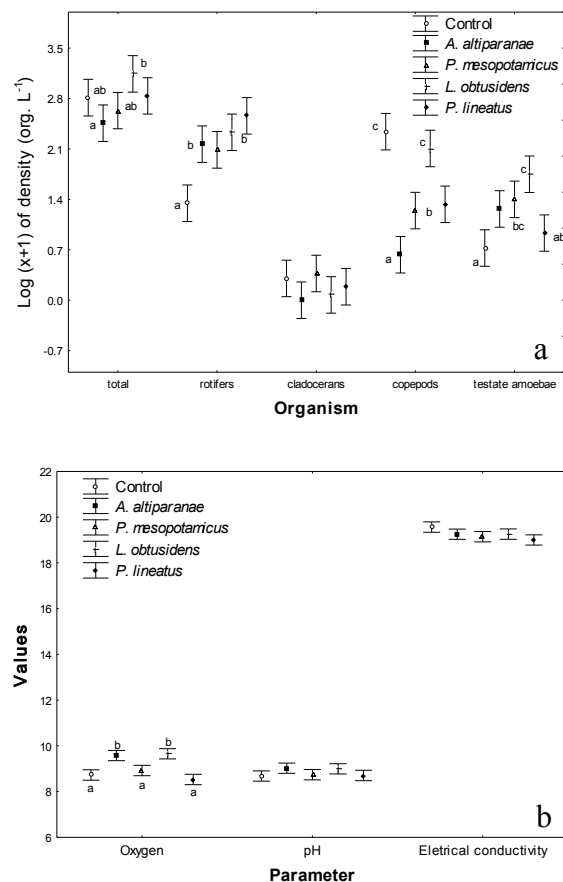 Control
A. altiparanae
P. mesopotamicus
L. obtusidens
P. lineatus
3.5
2.8
2.1
1.4
0.7
0.0
-0.7
Log (x+1) of density (org. L-1)
a ab ab b b
a b b
c a b c
a bc c ab
total rotifers cladocerans copepods testate amoebae
Organism
a
Control
A. altiparanae
P. mesopotamicus
L. obtusidens
P. lineatus
22
20
18
16
14
12
10
8
6
Values
b b
a a a
Oxygen pH Eletrical conductivity
Parameter
b